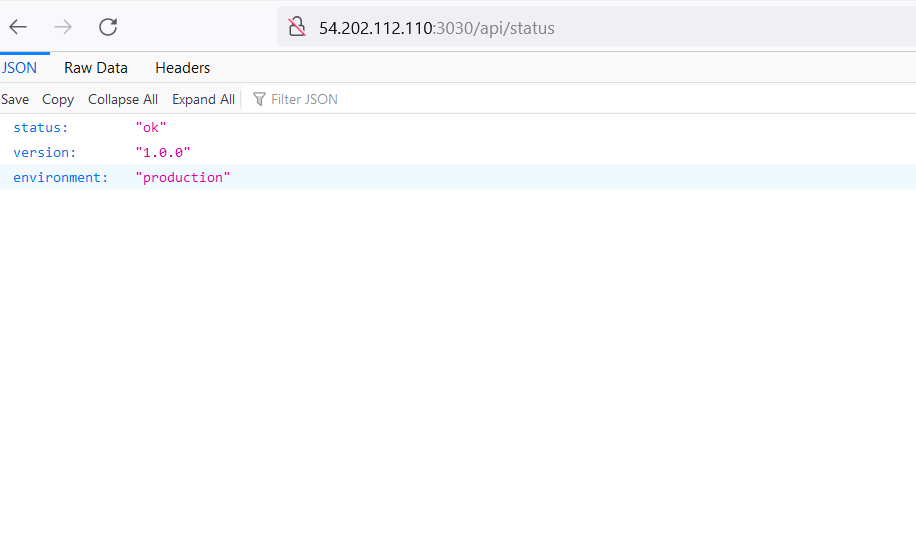 54.202.112.110:3030/api/status
JSON Raw Data Headers
Save Copy Collapse All Expand All Filter JSON
status: "ok"
version: "1.0.0"
environment: "production"